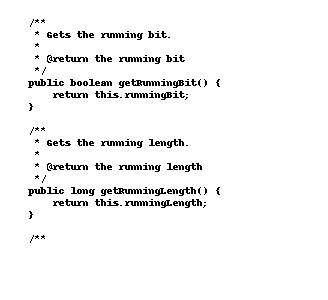 /**
 * Gets the running bit.
 *
 * @return the running bit
 */
public boolean getRunningBit() {
    return this.runningBit;
}

/**
 * Gets the running length.
 *
 * @return the running length
 */
public long getRunningLength() {
    return this.runningLength;
}

/**